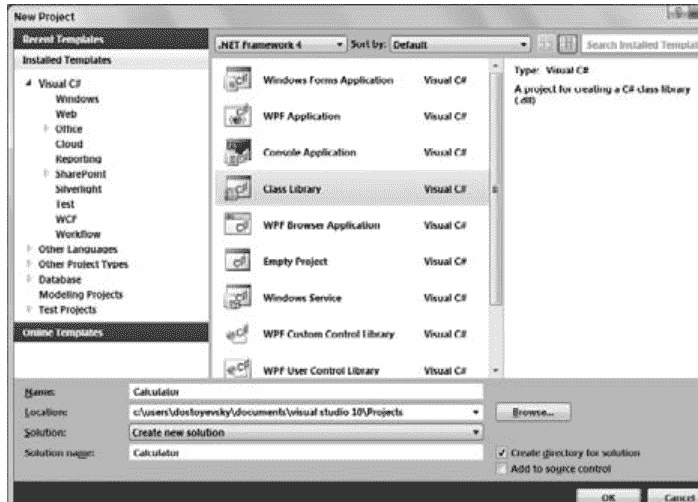 New Project
Recent Templates
.NET Framework 4
Sort by: Default
Search Installed Templat
Installed Templates
Visual C#
Windows
Web
Office
Cloud
Reporting
SharePoint
Silverlight
Test
WCF
Workflow
Other Languages
Other Project Types
Database
Modeling Projects
Test Projects
Online Templates
Windows Forms Application Visual C#
WPF Application Visual C#
Console Application Visual C#
Class Library Visual C#
WPF Browser Application Visual C#
Empty Project Visual C#
Windows Service Visual C#
WPF Custom Control Library Visual C#
WPF User Control Library Visual C#
Type: Visual C#
A project for creating a C# class library
(.dll)
Name: Calculator
Location: c:\users\dostoyevsky\documents\visual studio 10\Projects
Browse...
Solution: Create new solution
Solution name: Calculator
Create directory for solution
Add to source control
OK
Cancel